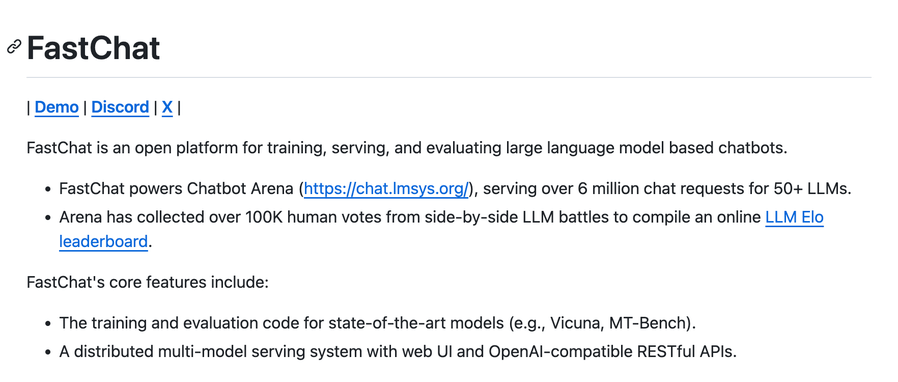 FastChat
| Demo | Discord | X |
FastChat is an open platform for training, serving, and evaluating large language model based chatbots.
• FastChat powers Chatbot Arena (https://chat.lmsys.org/), serving over 6 million chat requests for 50+ LLMs.
• Arena has collected over 100K human votes from side-by-side LLM battles to compile an online LLM Elo
leaderboard.
FastChat's core features include:
• The training and evaluation code for state-of-the-art models (e.g., Vicuna, MT-Bench).
• A distributed multi-model serving system with web UI and OpenAI-compatible RESTful APIs.